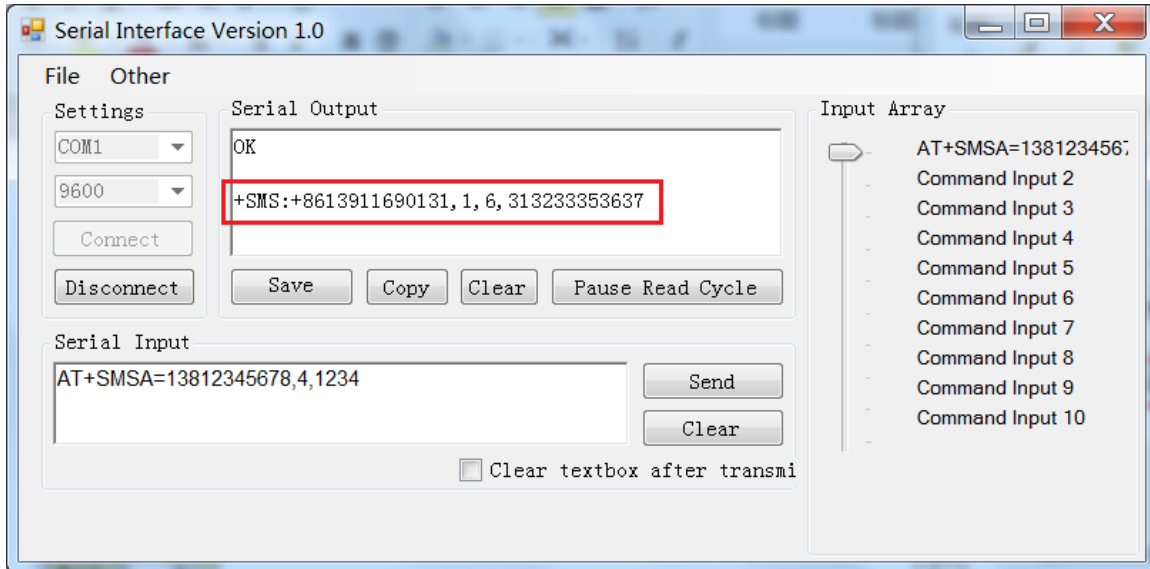 Serial Interface Version 1.0
File Other
Settings
COM1
9600
Connect
Disconnect
Serial Output
OK
+SMS:+8613911690131,1,6,313233353637
Save Copy Clear Pause Read Cycle
Serial Input
AT+SMSA=13812345678,4,1234
Send
Clear
Clear textbox after transmi
Input Array
AT+SMSA=1381234567
Command Input 2
Command Input 3
Command Input 4
Command Input 5
Command Input 6
Command Input 7
Command Input 8
Command Input 9
Command Input 10